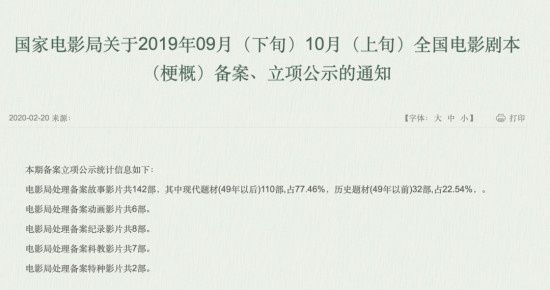 国家电影局关于2019年09月（下旬）10月（上旬）全国电影剧本
（梗概）备案、立项公示的通知
2020-02-20 来源： 【字体：大 中 小】 打印
本期备案立项公示统计信息如下：
电影局处理备案故事影片共142部．其中现代题材(49年以后)110部,占77.46%．历史题材(49年以前)32部,占22.54%．。
电影局处理备案动画影片共6部。
电影局处理备案纪录影片共8部。
电影局处理备案科教影片共7部。
电影局处理备案特种影片共2部。